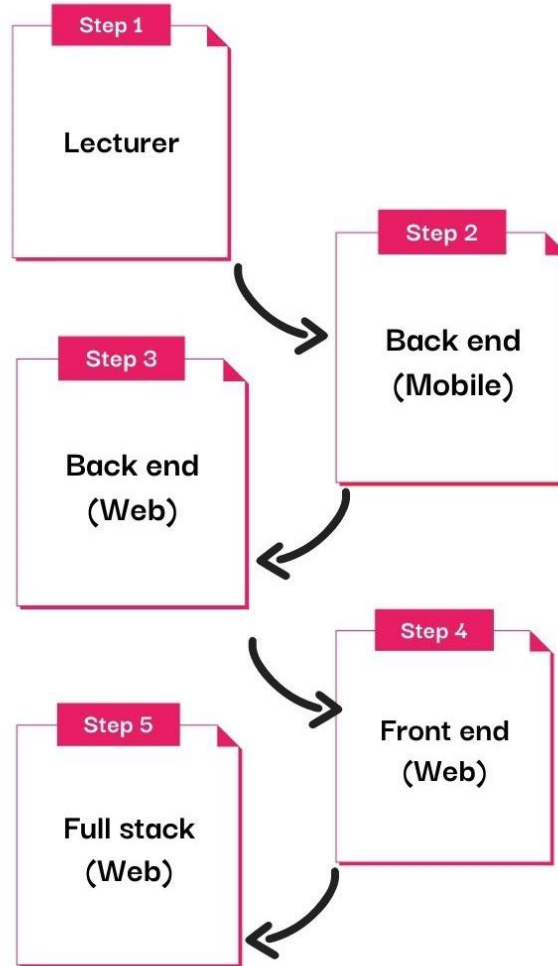 Step 1
Lecturer
Step 2
Back end
(Mobile)
Step 3
Back end
(Web)
Step 4
Front end
(Web)
Step 5
Full stack
(Web)